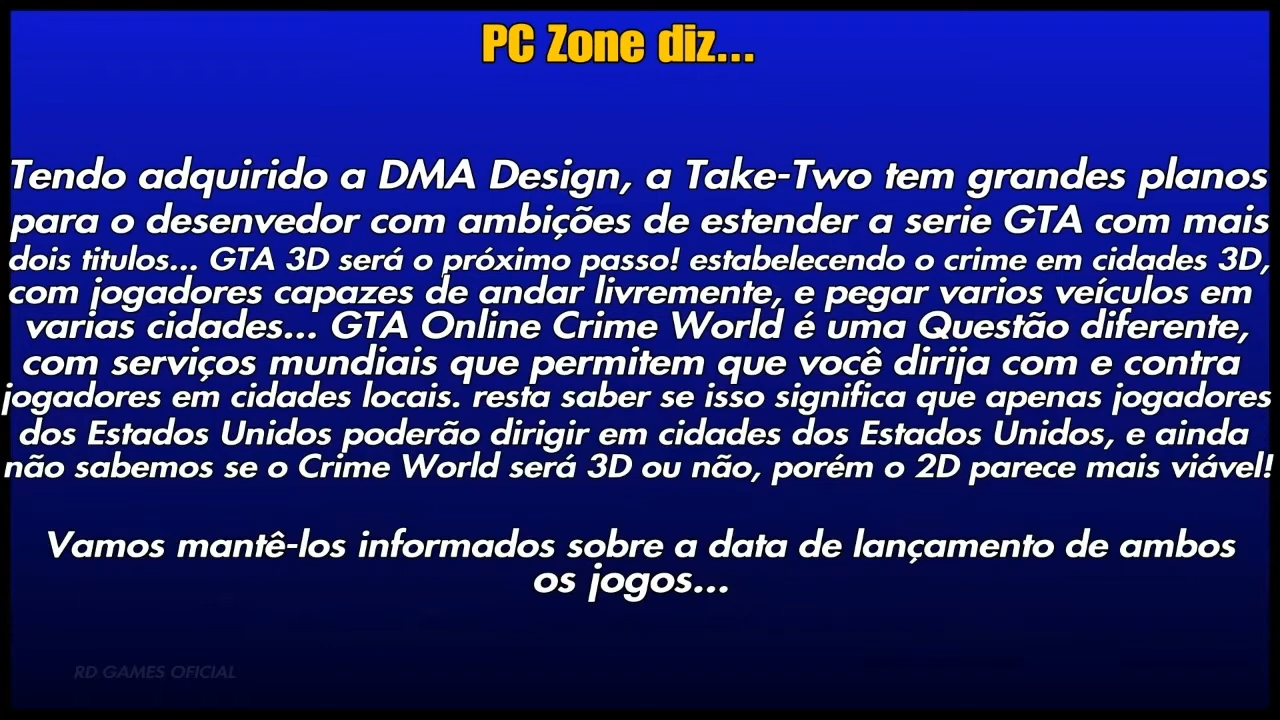 PC Zone diz...
Tendo adquirido a DMA Design, a Take-Two tem grandes planos
para o desenvedor com ambições de estender a serie GTA com mais
dois titulos... GTA 3D será o próximo passo! estabelecendo o crime em cidades 3D,
com jogadores capazes de andar livremente, e pegar varios veículos em
varias cidades... GTA Online Crime World é uma Questão diferente,
com serviços mundiais que permitem que você dirija com e contra
jogadores em cidades locais. resta saber se isso significa que apenas jogadores
dos Estados Unidos poderão dirigir em cidades dos Estados Unidos, e ainda
não sabemos se o Crime World será 3D ou não, porém o 2D parece mais viável!
Vamos mantê-los informados sobre a data de lançamento de ambos
os jogos...
RD GAMES OFICIAL